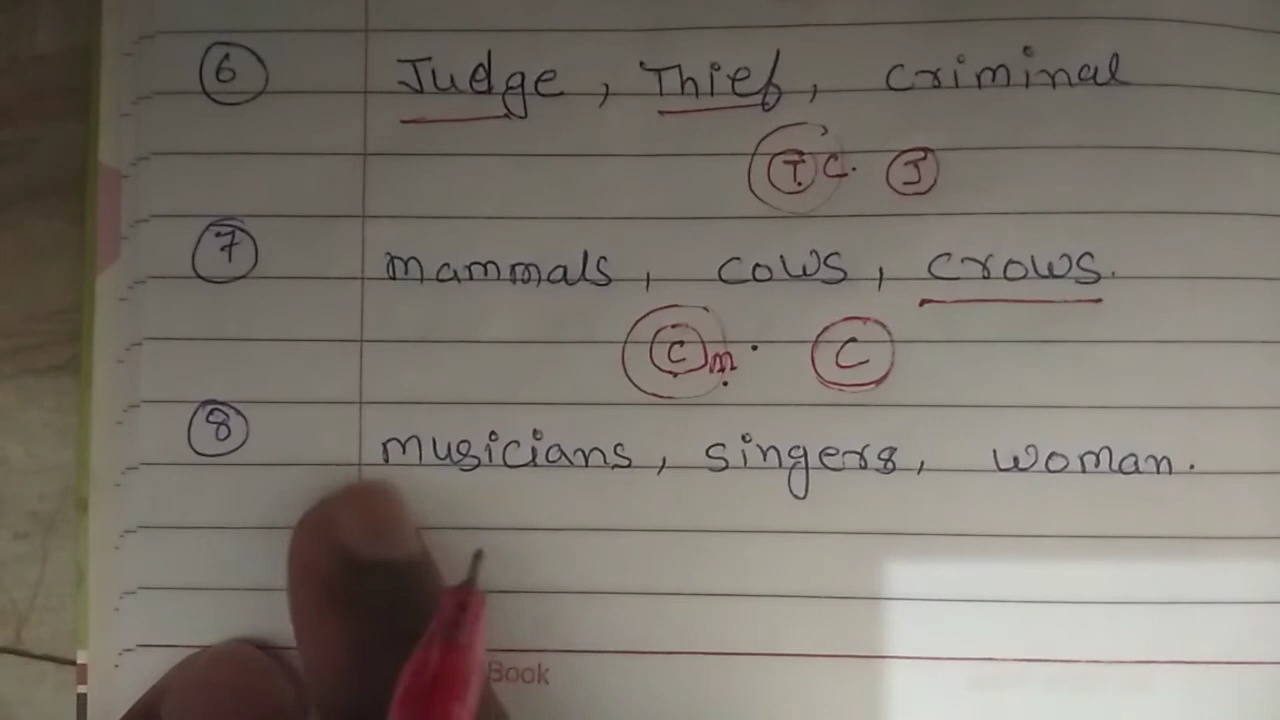 6 Judge, Thief, criminal
T C. J
7 mammals, cows, crows.
C m. C
8 musicians, singers, woman.
Book